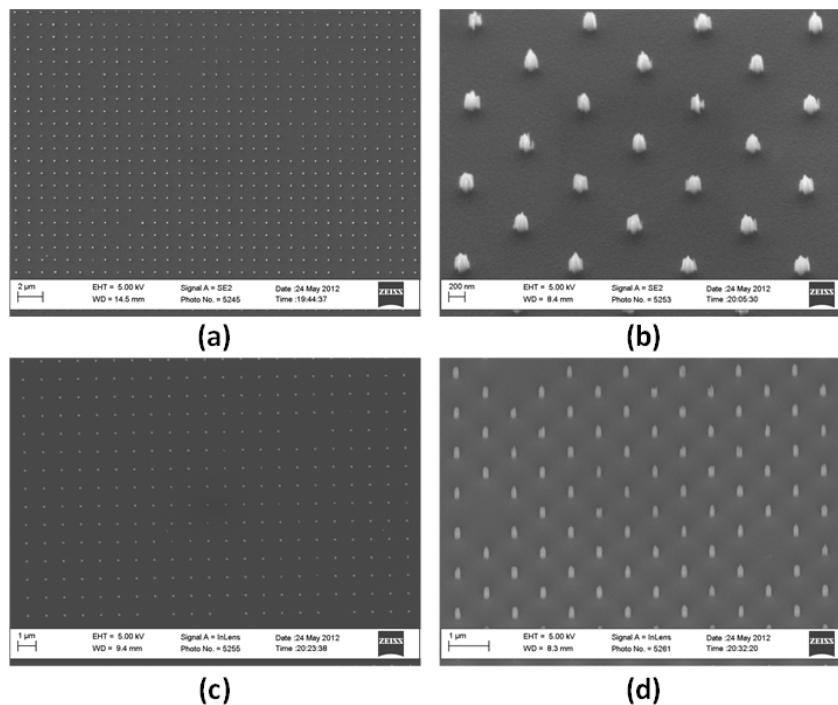 2 µm
EHT = 5.00 kV
WD = 14.5 mm
Signal A = SE2
Photo No. = 5245
Date :24 May 2012
Time :19:44:37
ZEISS
(a)
200 nm
EHT = 5.00 kV
WD = 8.4 mm
Signal A = SE2
Photo No. = 5253
Date :24 May 2012
Time :20:05:30
ZEISS
(b)
1 µm
EHT = 5.00 kV
WD = 9.4 mm
Signal A = InLens
Photo No. = 5255
Date :24 May 2012
Time :20:23:38
ZEISS
(c)
1 µm
EHT = 5.00 kV
WD = 8.3 mm
Signal A = InLens
Photo No. = 5261
Date :24 May 2012
Time :20:32:20
ZEISS
(d)